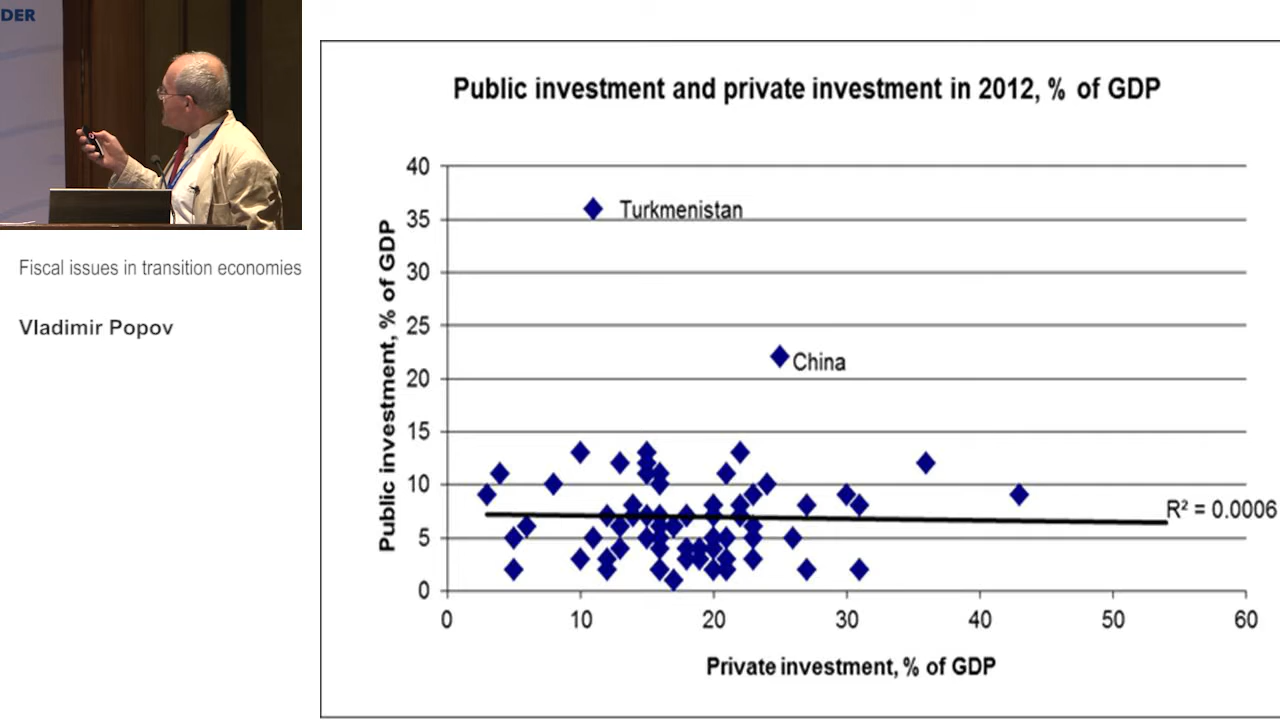 DER
Fiscal issues in transition economies
Vladimir Popov
Public investment and private investment in 2012, % of GDP
Public investment, % of GDP
40
35
30
25
20
15
10
5
0
Turkmenistan
China
R² = 0.0006
0 10 20 30 40 50 60
Private investment, % of GDP